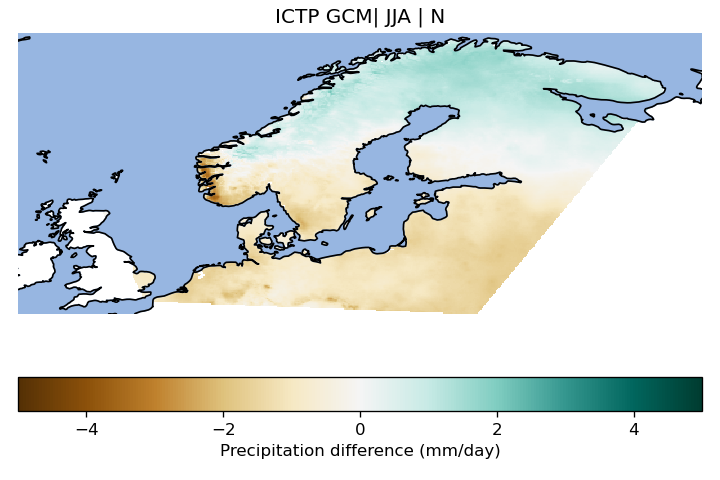 ICTP GCM| JJA | N
−4 −2 0 2 4
Precipitation difference (mm/day)